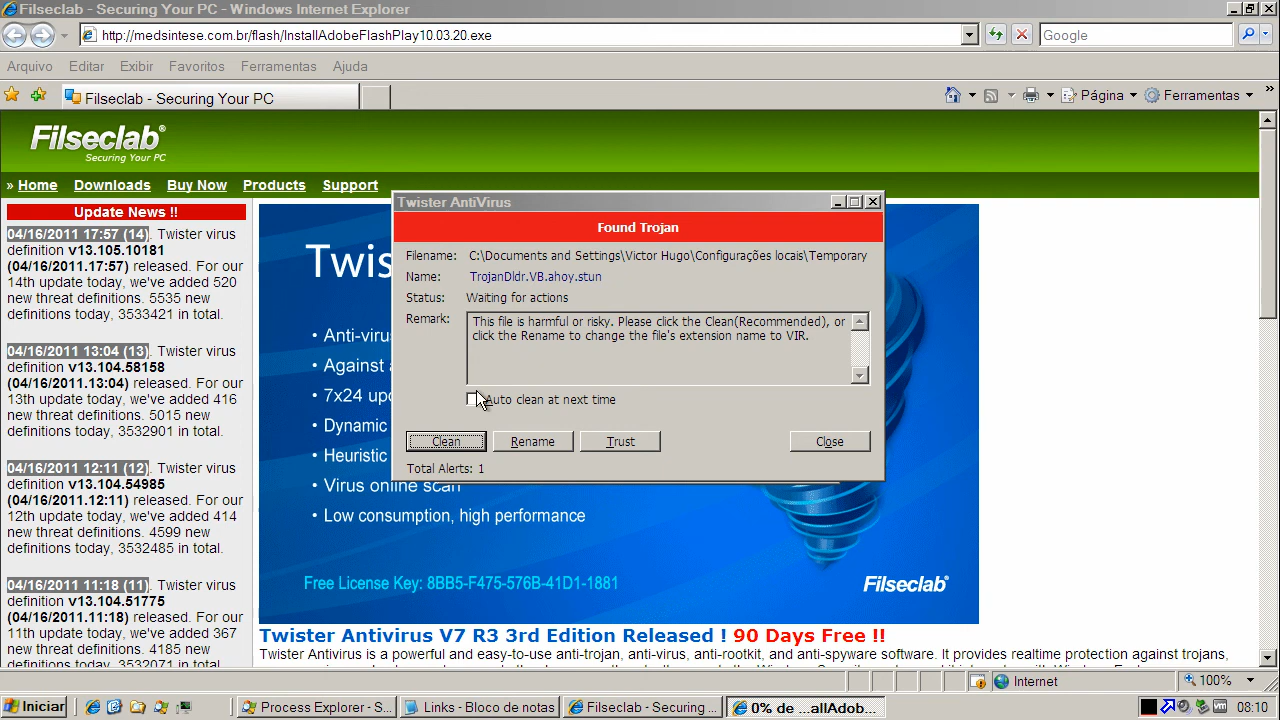 Filseclab - Securing Your PC - Windows Internet Explorer
http://medsintese.com.br/flash/InstallAdobeFlashPlay10.03.20.exe
Google
Arquivo Editar Exibir Favoritos Ferramentas Ajuda
Filseclab - Securing Your PC
Página
Ferramentas
Filseclab®
Securing Your PC
» Home Downloads Buy Now Products Support
Update News !!
04/16/2011 17:57 (14). Twister virus
definition v13.105.10181
(04/16/2011.17:57) released. For our
14th update today, we've added 520
new threat definitions. 5535 new
definitions today, 3533421 in total.
04/16/2011 13:04 (13). Twister virus
definition v13.104.58158
(04/16/2011.13:04) released. For our
13th update today, we've added 416
new threat definitions. 5015 new
definitions today, 3532901 in total.
04/16/2011 12:11 (12). Twister virus
definition v13.104.54985
(04/16/2011.12:11) released. For our
12th update today, we've added 414
new threat definitions. 4599 new
definitions today, 3532485 in total.
04/16/2011 11:18 (11). Twister virus
definition v13.104.51775
(04/16/2011.11:18) released. For our
11th update today, we've added 367
new threat definitions. 4185 new
definitions today, 3532071 in total.
Twis
• Anti-viru
• Against a
• 7x24 upd
• Dynamic
• Heuristic
• Virus online scan
• Low consumption, high performance
Free License Key: 8BB5-F475-576B-41D1-1881
Filseclab
Twister AntiVirus
Found Trojan
Filename: C:\Documents and Settings\Victor Hugo\Configurações locais\Temporary
Name: TrojanDldr.VB.ahoy.stun
Status: Waiting for actions
Remark: This file is harmful or risky. Please click the Clean(Recommended), or
click the Rename to change the file's extension name to VIR.
Auto clean at next time
Clean Rename Trust Close
Total Alerts: 1
Twister Antivirus V7 R3 3rd Edition Released ! 90 Days Free !!
Twister Antivirus is a powerful and easy-to-use anti-trojan, anti-virus, anti-rootkit, and anti-spyware software. It provides realtime protection against trojans,
Internet
100%
Iniciar
Process Explorer - S...
Links - Bloco de notas
Filseclab - Securing ...
0% de ...allAdob...
08:10